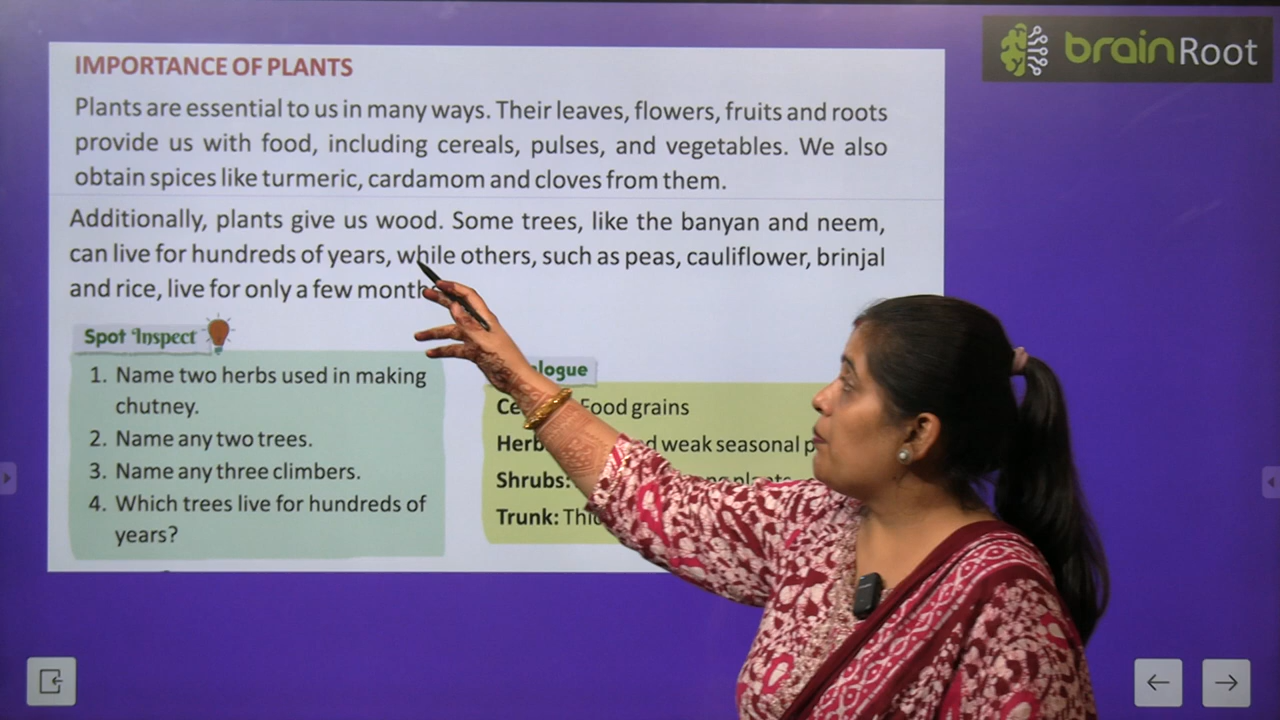 brainRoot
IMPORTANCE OF PLANTS
Plants are essential to us in many ways. Their leaves, flowers, fruits and roots
provide us with food, including cereals, pulses, and vegetables. We also
obtain spices like turmeric, cardamom and cloves from them.
Additionally, plants give us wood. Some trees, like the banyan and neem,
can live for hundreds of years, while others, such as peas, cauliflower, brinjal
and rice, live for only a few month
Spot Inspect
1. Name two herbs used in making
chutney.
2. Name any two trees.
3. Name any three climbers.
4. Which trees live for hundreds of
years?
Food grains
weak seasonal
Shrubs:
Trunk: